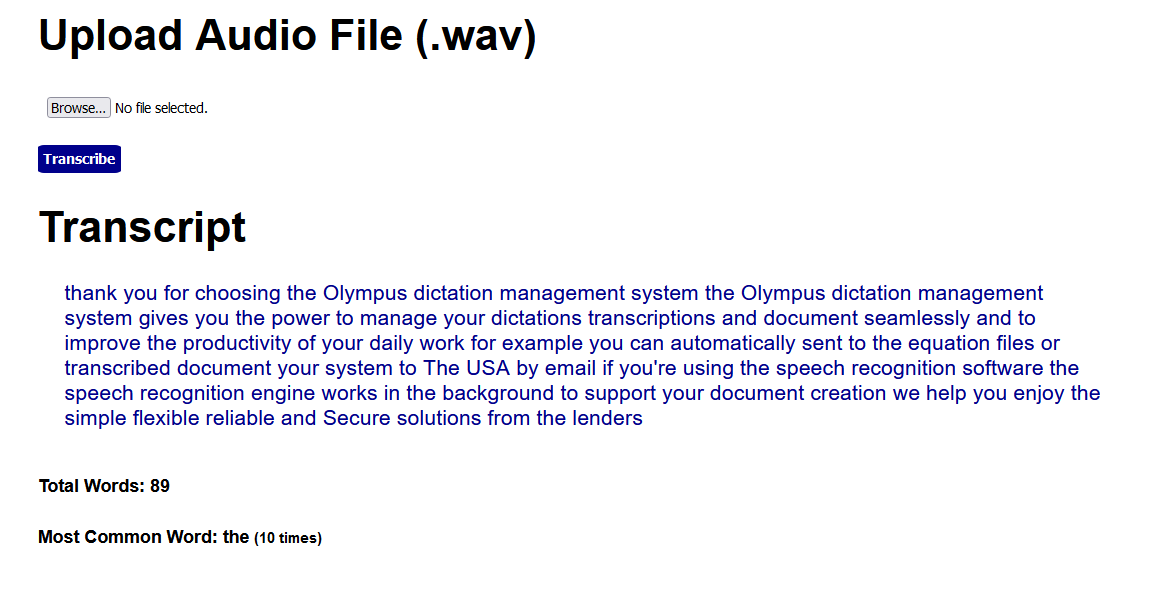 Upload Audio File (.wav)
Browse... No file selected.
Transcribe
Transcript
thank you for choosing the Olympus dictation management system the Olympus dictation management
system gives you the power to manage your dictations transcriptions and document seamlessly and to
improve the productivity of your daily work for example you can automatically sent to the equation files or
transcribed document your system to The USA by email if you're using the speech recognition software the
speech recognition engine works in the background to support your document creation we help you enjoy the
simple flexible reliable and Secure solutions from the lenders
Total Words: 89
Most Common Word: the (10 times)